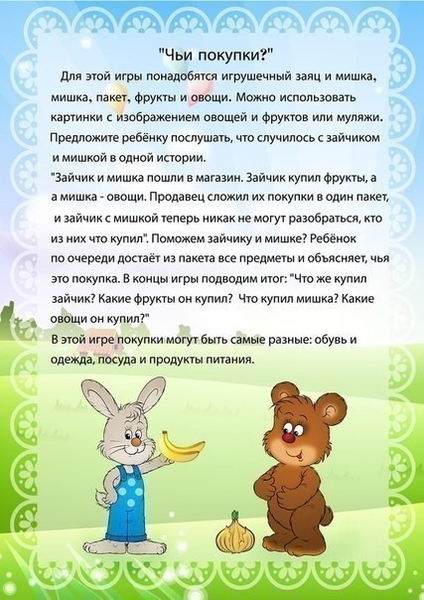 "Чьи покупки?"
Для этой игры понадобятся игрушечный заяц и мишка,
мишка, пакет, фрукты и овощи. Можно использовать
картинки с изображением овощей и фруктов или муляжи.
Предложите ребёнку послушать, что случилось с зайчиком
и мишкой в одной истории.
"Зайчик и мишка пошли в магазин. Зайчик купил фрукты, а
а мишка - овощи. Продавец сложил их покупки в один пакет,
и зайчик с мишкой теперь никак не могут разобраться, кто
из них что купил". Поможем зайчику и мишке? Ребёнок
по очереди достаёт из пакета все предметы и объясняет, чья
это покупка. В конце игры подводим итог: "Что же купил
зайчик? Какие фрукты он купил? Что купил мишка? Какие
овощи он купил?"
В этой игре покупки могут быть самые разные: обувь и
одежда, посуда и продукты питания.